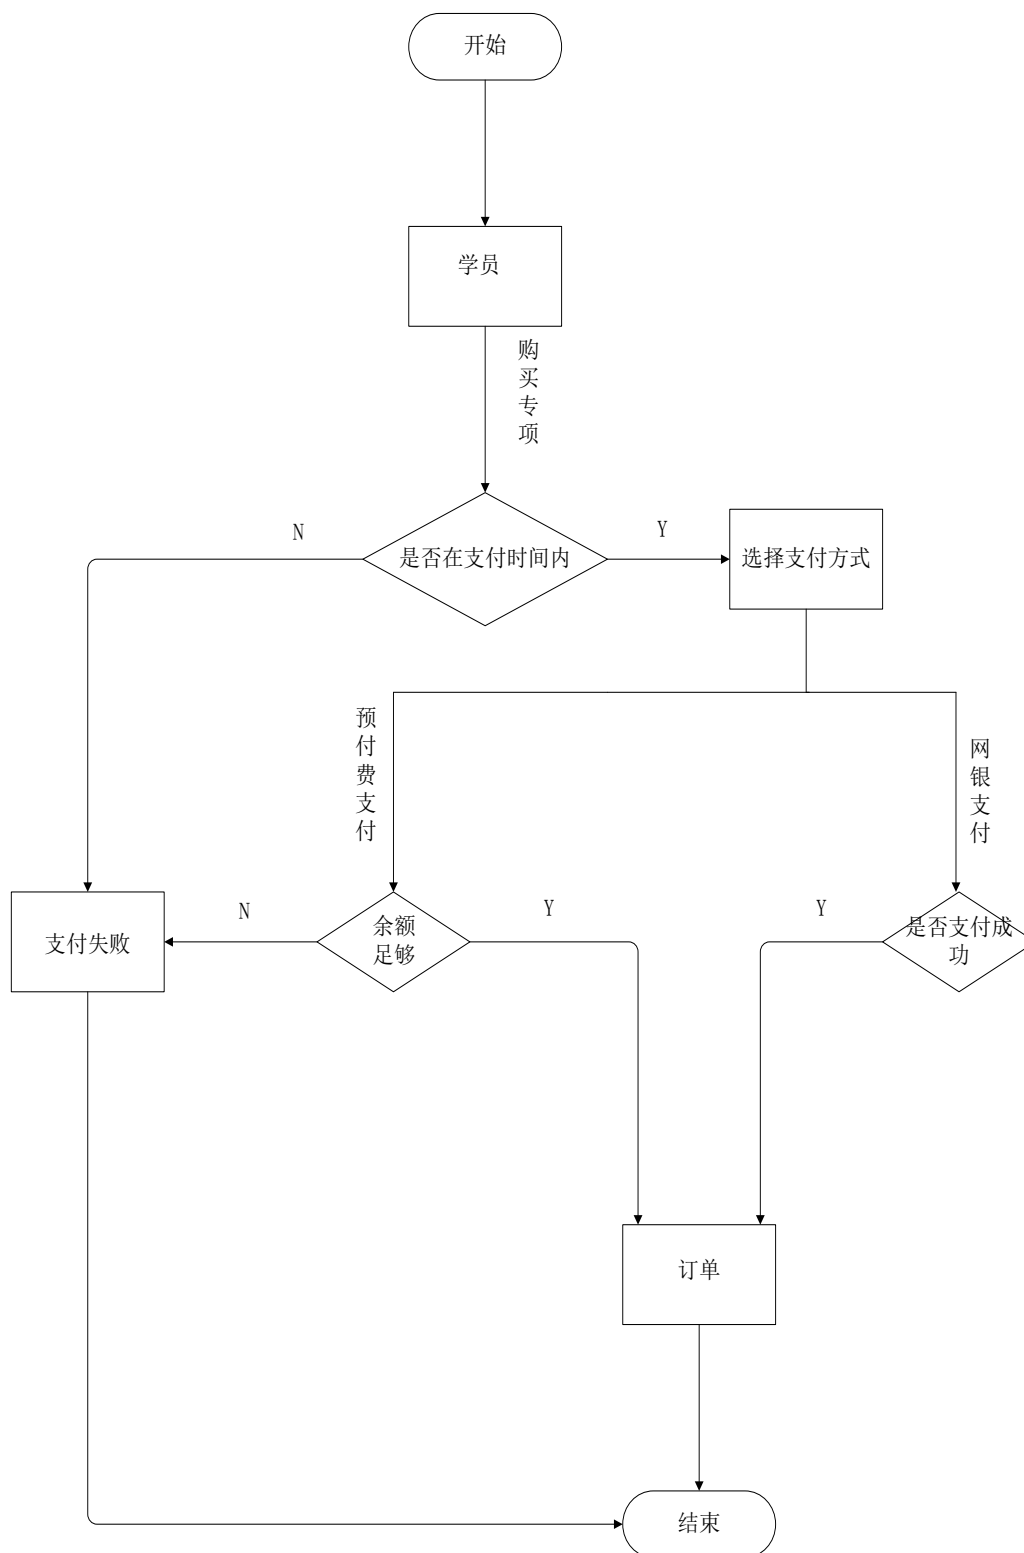 开始
学员
购买专项
N
Y
是否在支付时间内
选择支付方式
预付费支付
网银支付
N
Y
Y
支付失败
余额
足够
是否支付成
功
订单
结束